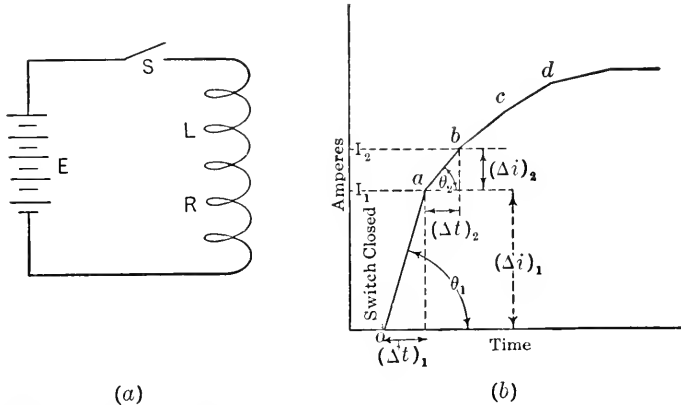 S
E
L
R
(a)
Amperes
Switch Closed
I₂
I₁
a
b
c
d
θ₂
θ₁
(Δi)₂
(Δt)₂
(Δi)₁
o
(Δt)₁
Time
(b)